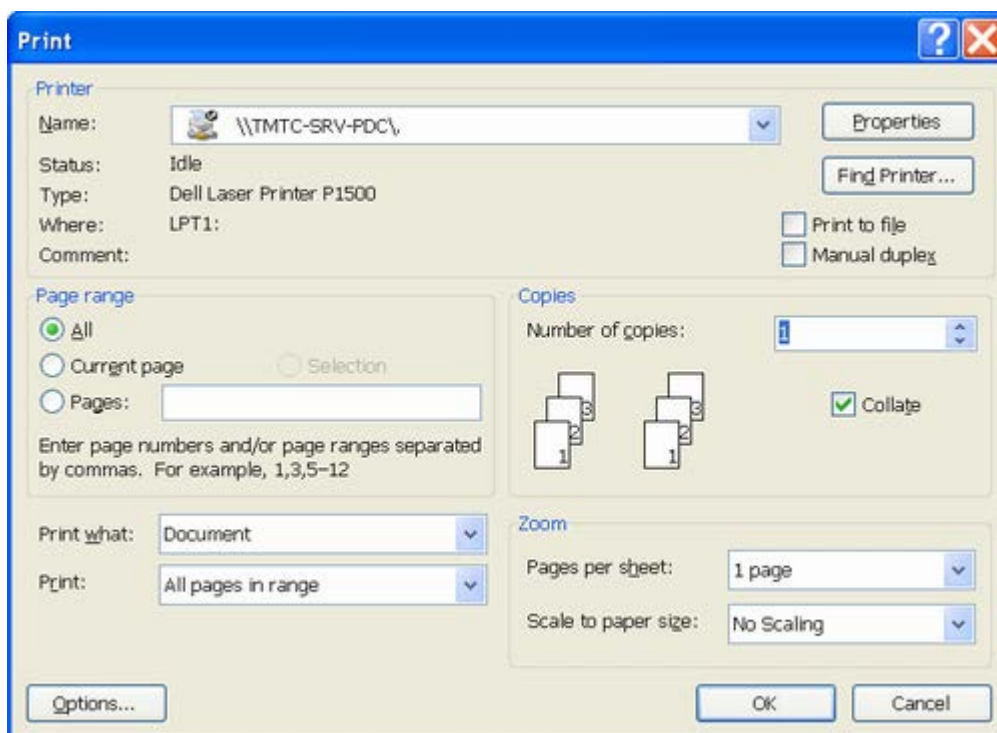 Print
Printer
Name: \\TMTC-SRV-PDC\, Properties
Status: Idle Find Printer...
Type: Dell Laser Printer P1500
Where: LPT1: Print to file
Comment: Manual duplex
Page range
All
Current page Selection
Pages:
Enter page numbers and/or page ranges separated
by commas. For example, 1,3,5–12
Copies
Number of copies: 1
Collate
3 3
2 2
1 1
Print what: Document
Print: All pages in range
Zoom
Pages per sheet: 1 page
Scale to paper size: No Scaling
Options... OK Cancel